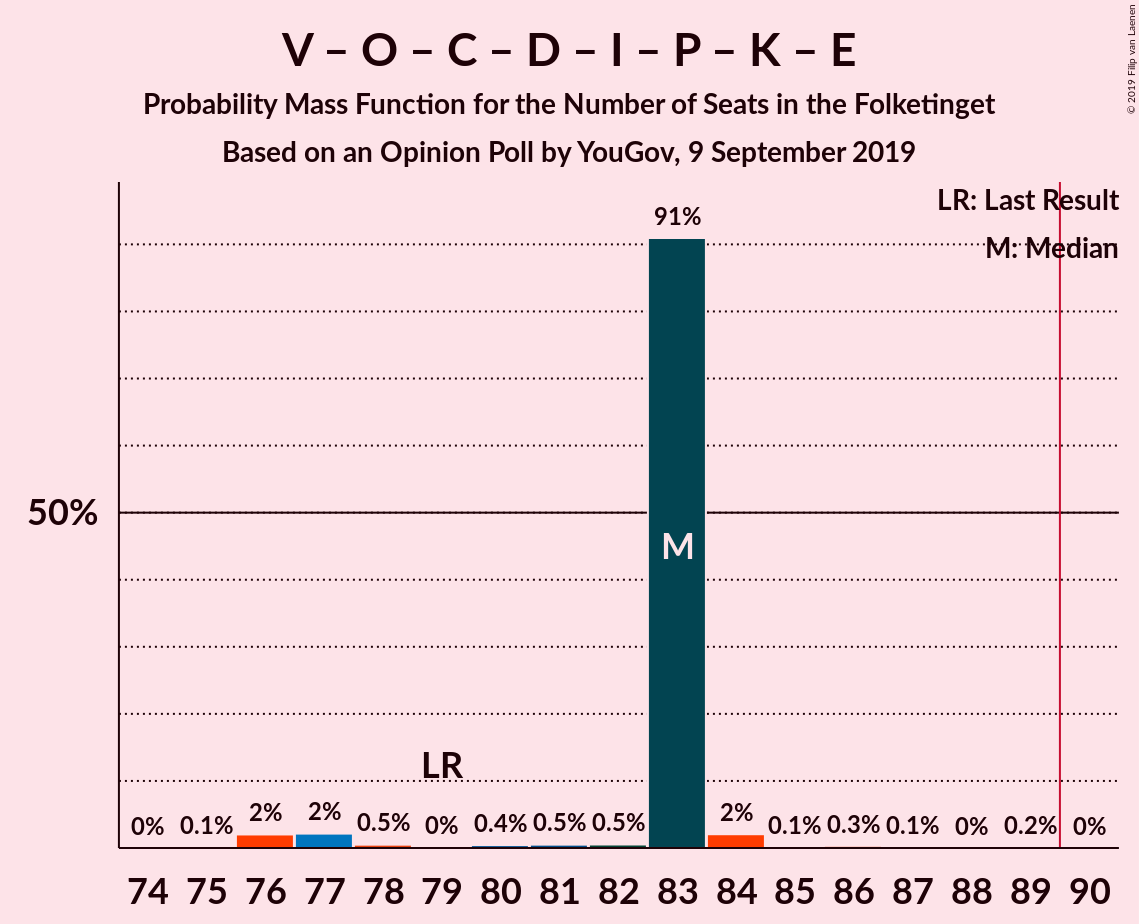 V – O – C – D – I – P – K – E
Probability Mass Function for the Number of Seats in the Folketinget
Based on an Opinion Poll by YouGov, 9 September 2019
© 2019 Filip van Laenen
LR: Last Result
M: Median
91%
50%
M
LR
0% 0.1% 2% 2% 0.5% 0% 0.4% 0.5% 0.5% 2% 0.1% 0.3% 0.1% 0% 0.2% 0%
74 75 76 77 78 79 80 81 82 83 84 85 86 87 88 89 90